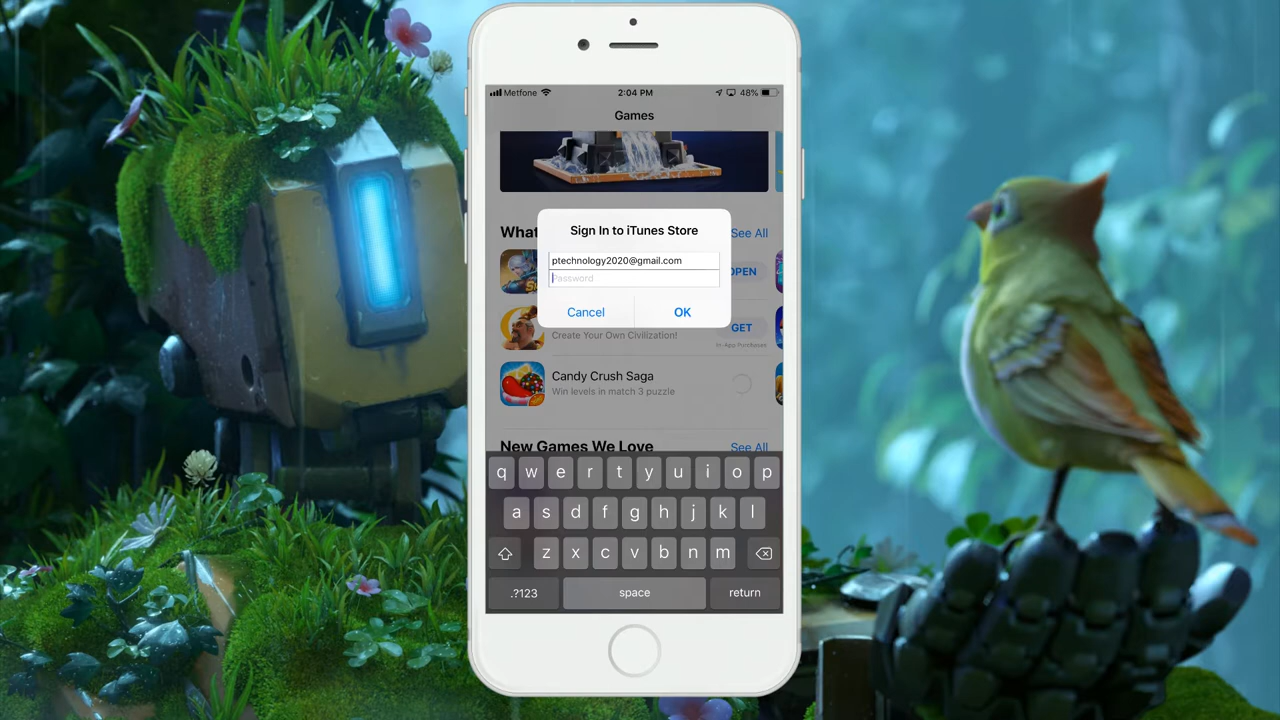 Metfone 2:04 PM 48%
Games
What
See All
Sign In to iTunes Store
ptechnology2020@gmail.com
Password
Cancel OK
OPEN
GET
Create Your Own Civilization!
In-App Purchases
Candy Crush Saga
Win levels in match 3 puzzle
New Games We Love See All
q w e r t y u i o p
a s d f g h j k l
z x c v b n m
.?123 space return